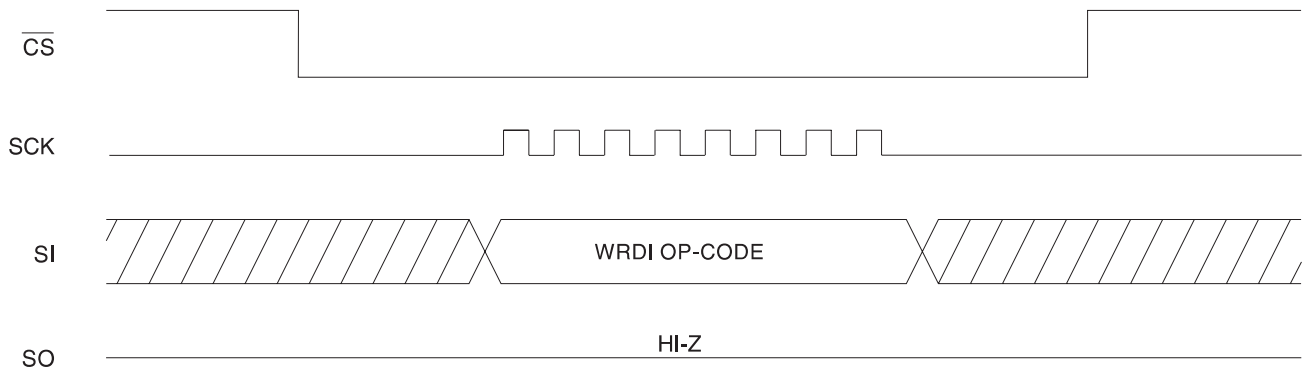 CS
SCK
SI
WRDI OP-CODE
SO
HI-Z